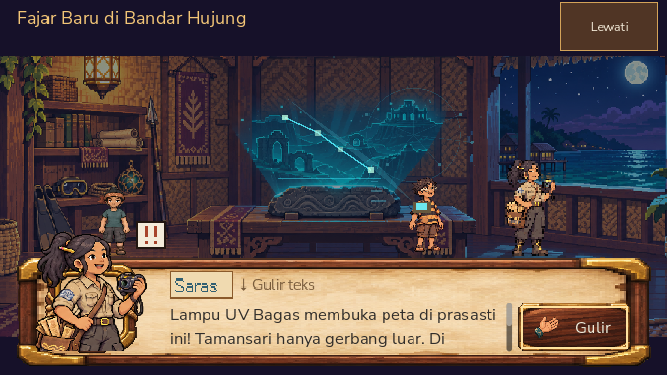 Fajar Baru di Bandar Hujung
Lewati
!!
Saras
↓ Gulir teks
Lampu UV Bagas membuka peta di prasasti
ini! Tamansari hanya gerbang luar. Di
Gulir